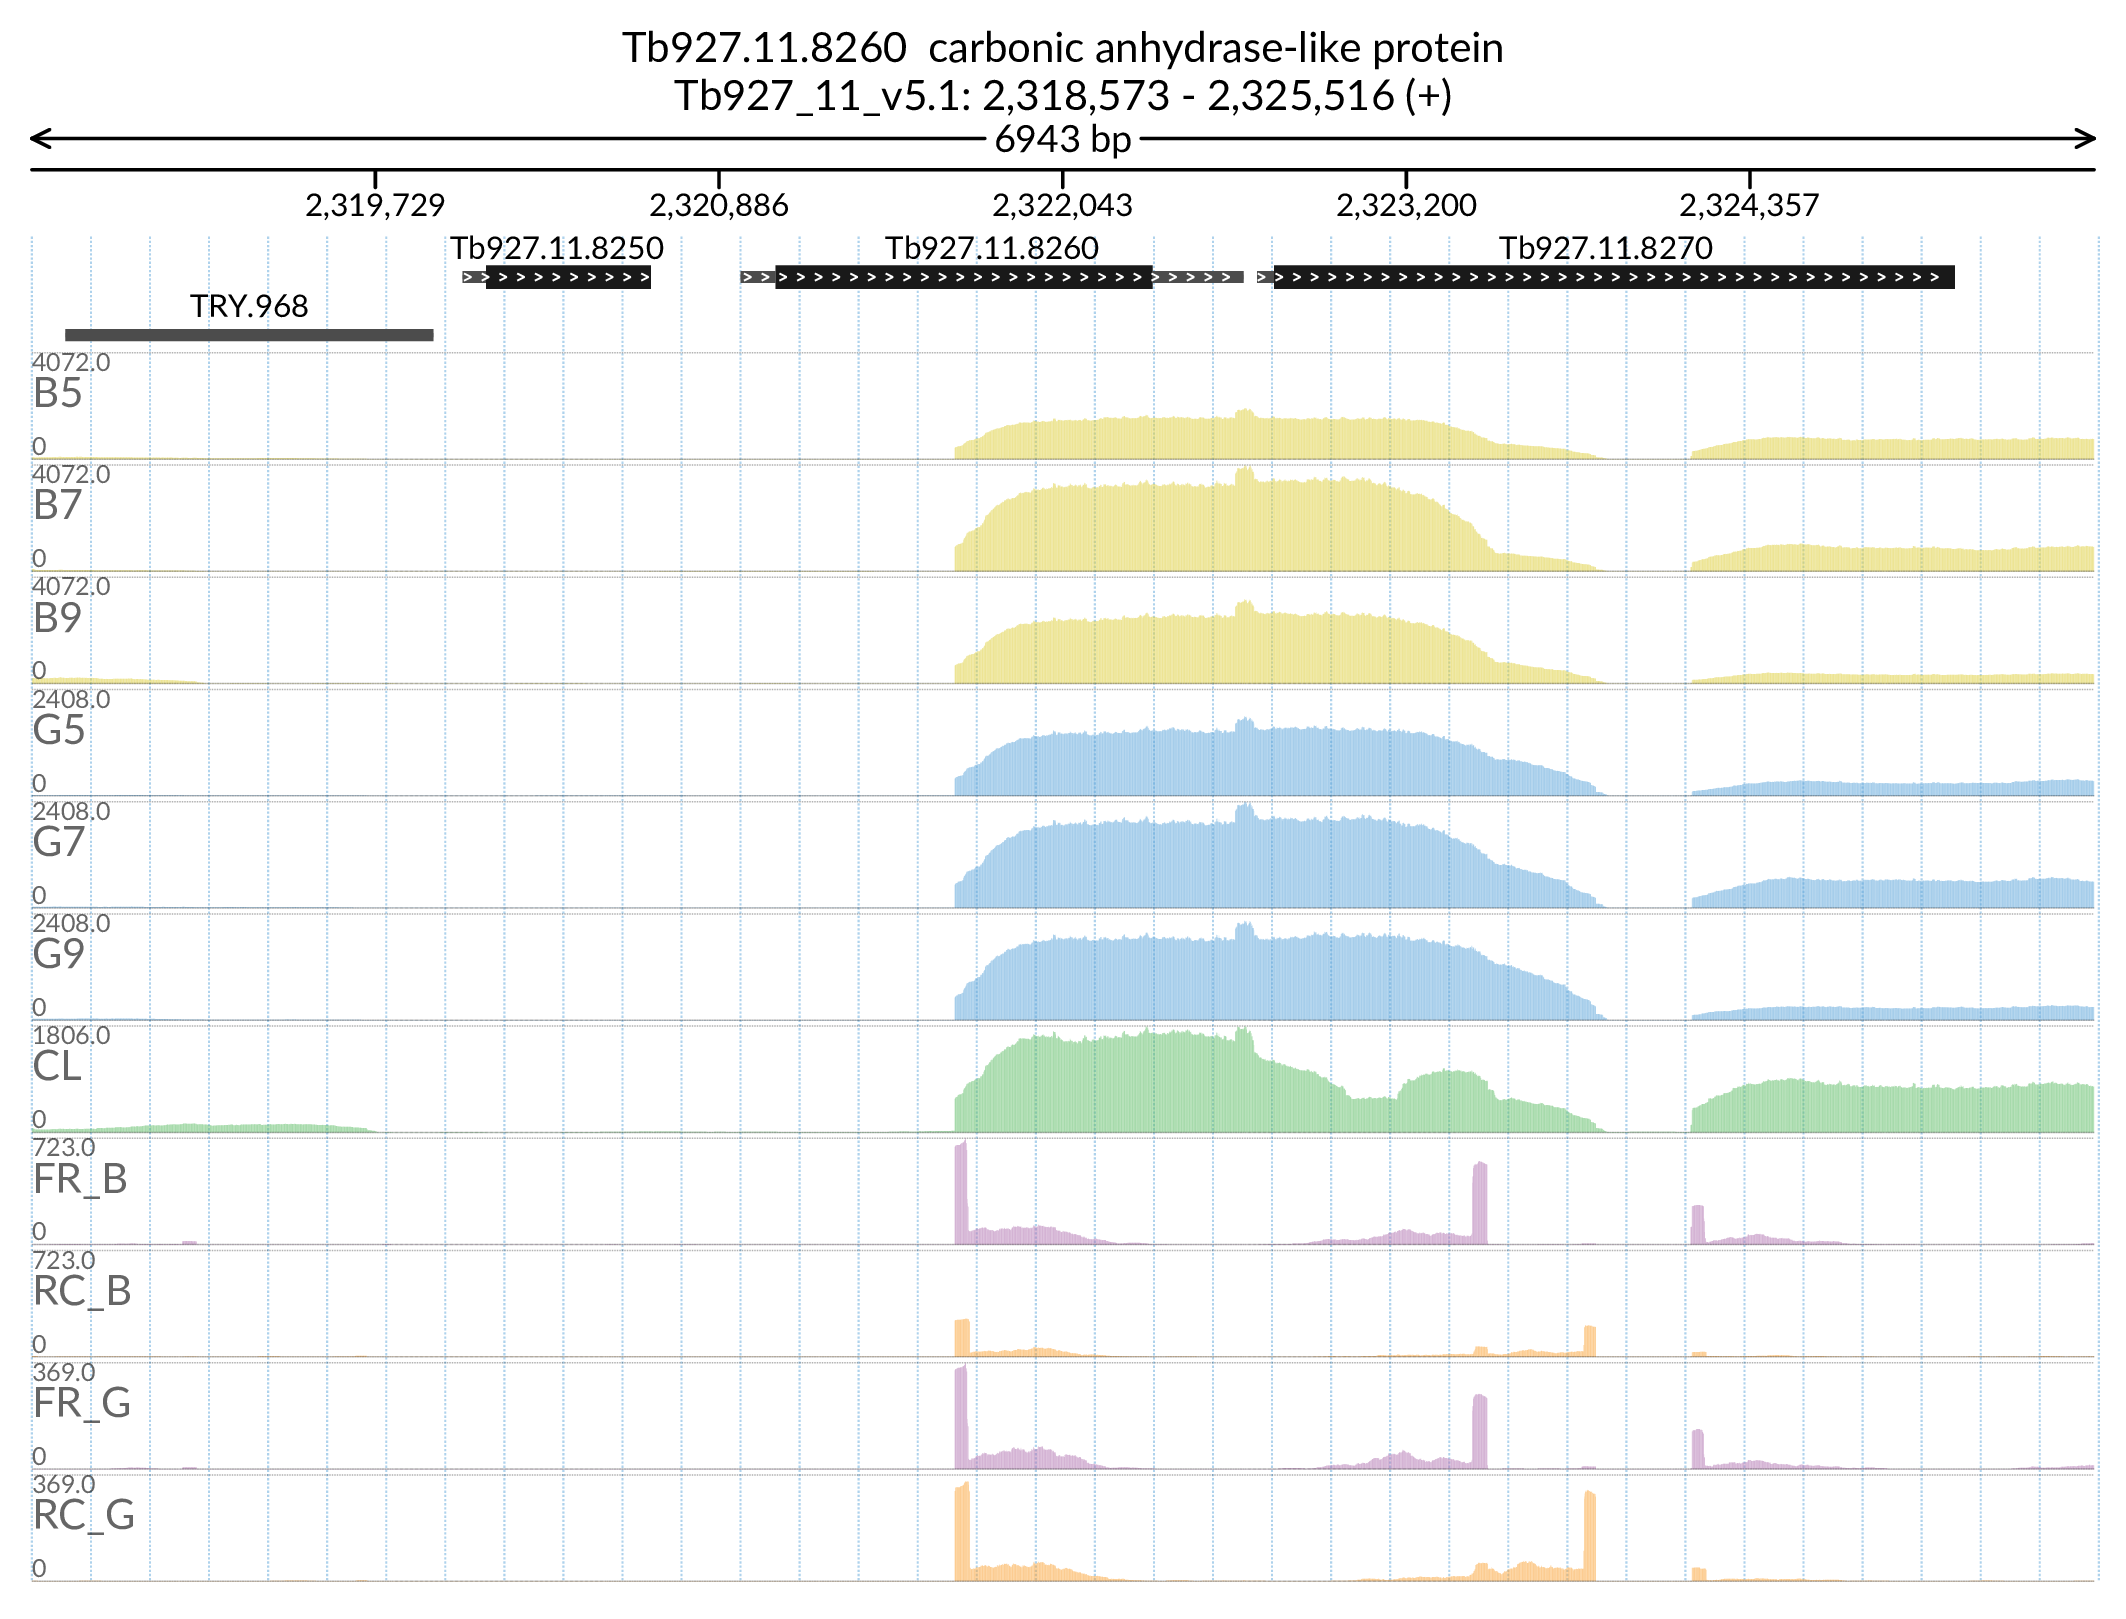 Tb927.11.8260 carbonic anhydrase-like protein
Tb927_11_v5.1: 2,318,573 - 2,325,516 (+)
6943 bp
2,319,729 2,320,886 2,322,043 2,323,200 2,324,357
Tb927.11.8250 Tb927.11.8260 Tb927.11.8270
TRY.968
4072.0
B5
0
4072.0
B7
0
4072.0
B9
0
2408.0
G5
0
2408.0
G7
0
2408.0
G9
0
1806.0
CL
0
723.0
FR_B
0
723.0
RC_B
0
369.0
FR_G
0
369.0
RC_G
0